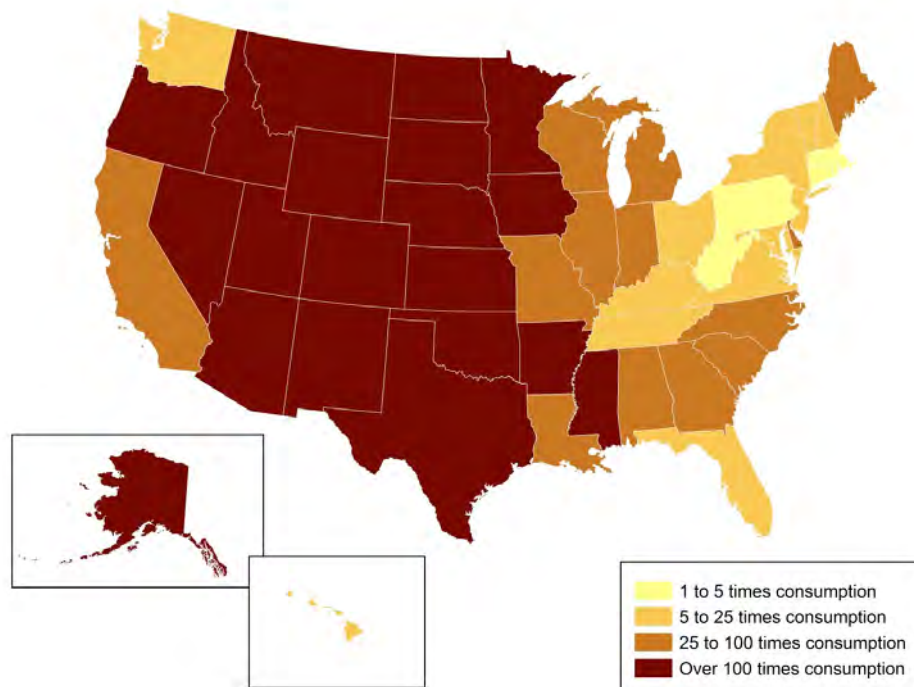 1 to 5 times consumption
5 to 25 times consumption
25 to 100 times consumption
Over 100 times consumption